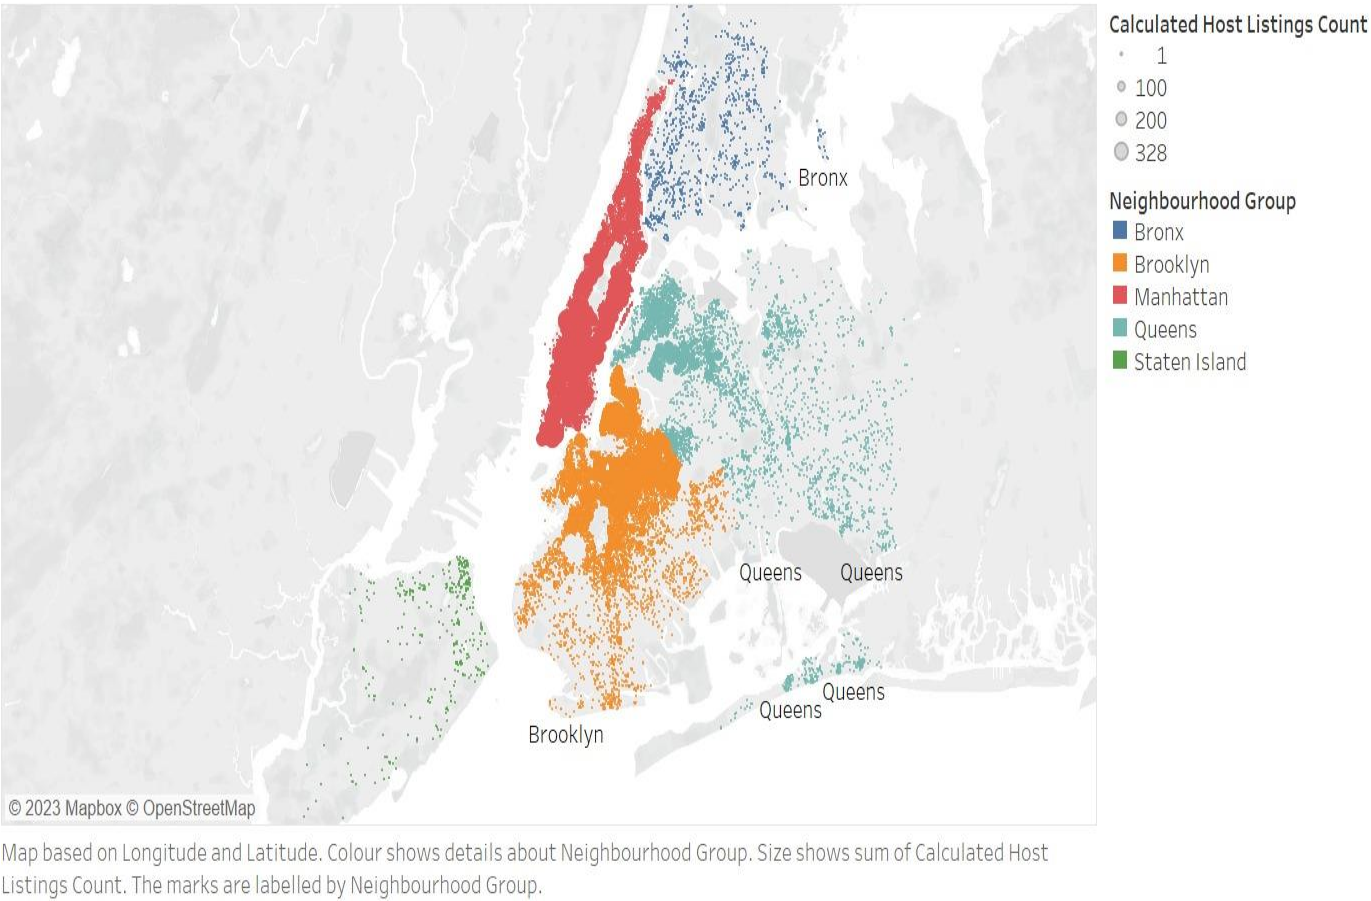 Calculated Host Listings Count
1
100
200
328
Neighbourhood Group
Bronx
Brooklyn
Manhattan
Queens
Staten Island
Bronx
Queens
Queens
Queens
Queens
Brooklyn
© 2023 Mapbox © OpenStreetMap
Map based on Longitude and Latitude. Colour shows details about Neighbourhood Group. Size shows sum of Calculated Host
Listings Count. The marks are labelled by Neighbourhood Group.